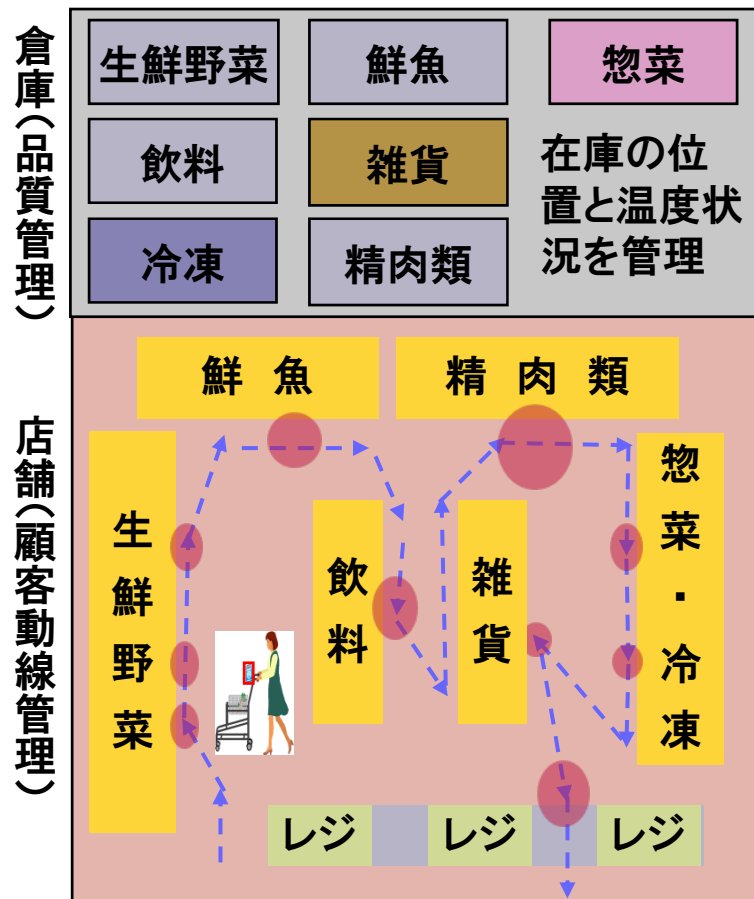 倉庫(品質管理)
生鮮野菜
鮮魚
惣菜
飲料
雑貨
在庫の位
置と温度状
況を管理
冷凍
精肉類
店舗(顧客動線管理)
鮮魚
精肉類
生鮮野菜
飲料
雑貨
惣菜・冷凍
レジ
レジ
レジ